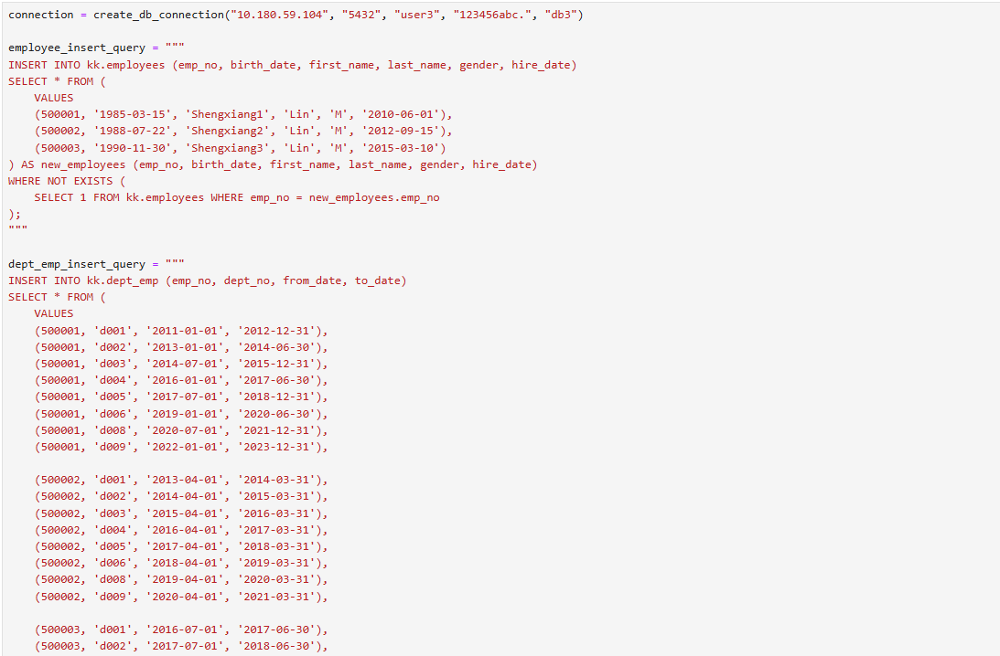 connection = create_db_connection("10.180.59.104", "5432", "user3", "123456abc.", "db3")
employee_insert_query = """
INSERT INTO kk.employees (emp_no, birth_date, first_name, last_name, gender, hire_date)
SELECT * FROM (
VALUES
(500001, '1985-03-15', 'Shengxiang1', 'Lin', 'M', '2010-06-01'),
(500002, '1988-07-22', 'Shengxiang2', 'Lin', 'M', '2012-09-15'),
(500003, '1990-11-30', 'Shengxiang3', 'Lin', 'M', '2015-03-10')
) AS new_employees (emp_no, birth_date, first_name, last_name, gender, hire_date)
WHERE NOT EXISTS (
SELECT 1 FROM kk.employees WHERE emp_no = new_employees.emp_no
);
"""
dept_emp_insert_query = """
INSERT INTO kk.dept_emp (emp_no, dept_no, from_date, to_date)
SELECT * FROM (
VALUES
(500001, 'd001', '2011-01-01', '2012-12-31'),
(500001, 'd002', '2013-01-01', '2014-06-30'),
(500001, 'd003', '2014-07-01', '2015-12-31'),
(500001, 'd004', '2016-01-01', '2017-06-30'),
(500001, 'd005', '2017-07-01', '2018-12-31'),
(500001, 'd006', '2019-01-01', '2020-06-30'),
(500001, 'd008', '2020-07-01', '2021-12-31'),
(500001, 'd009', '2022-01-01', '2023-12-31'),
(500002, 'd001', '2013-04-01', '2014-03-31'),
(500002, 'd002', '2014-04-01', '2015-03-31'),
(500002, 'd003', '2015-04-01', '2016-03-31'),
(500002, 'd004', '2016-04-01', '2017-03-31'),
(500002, 'd005', '2017-04-01', '2018-03-31'),
(500002, 'd006', '2018-04-01', '2019-03-31'),
(500002, 'd008', '2019-04-01', '2020-03-31'),
(500002, 'd009', '2020-04-01', '2021-03-31'),
(500003, 'd001', '2016-07-01', '2017-06-30'),
(500003, 'd002', '2017-07-01', '2018-06-30'),